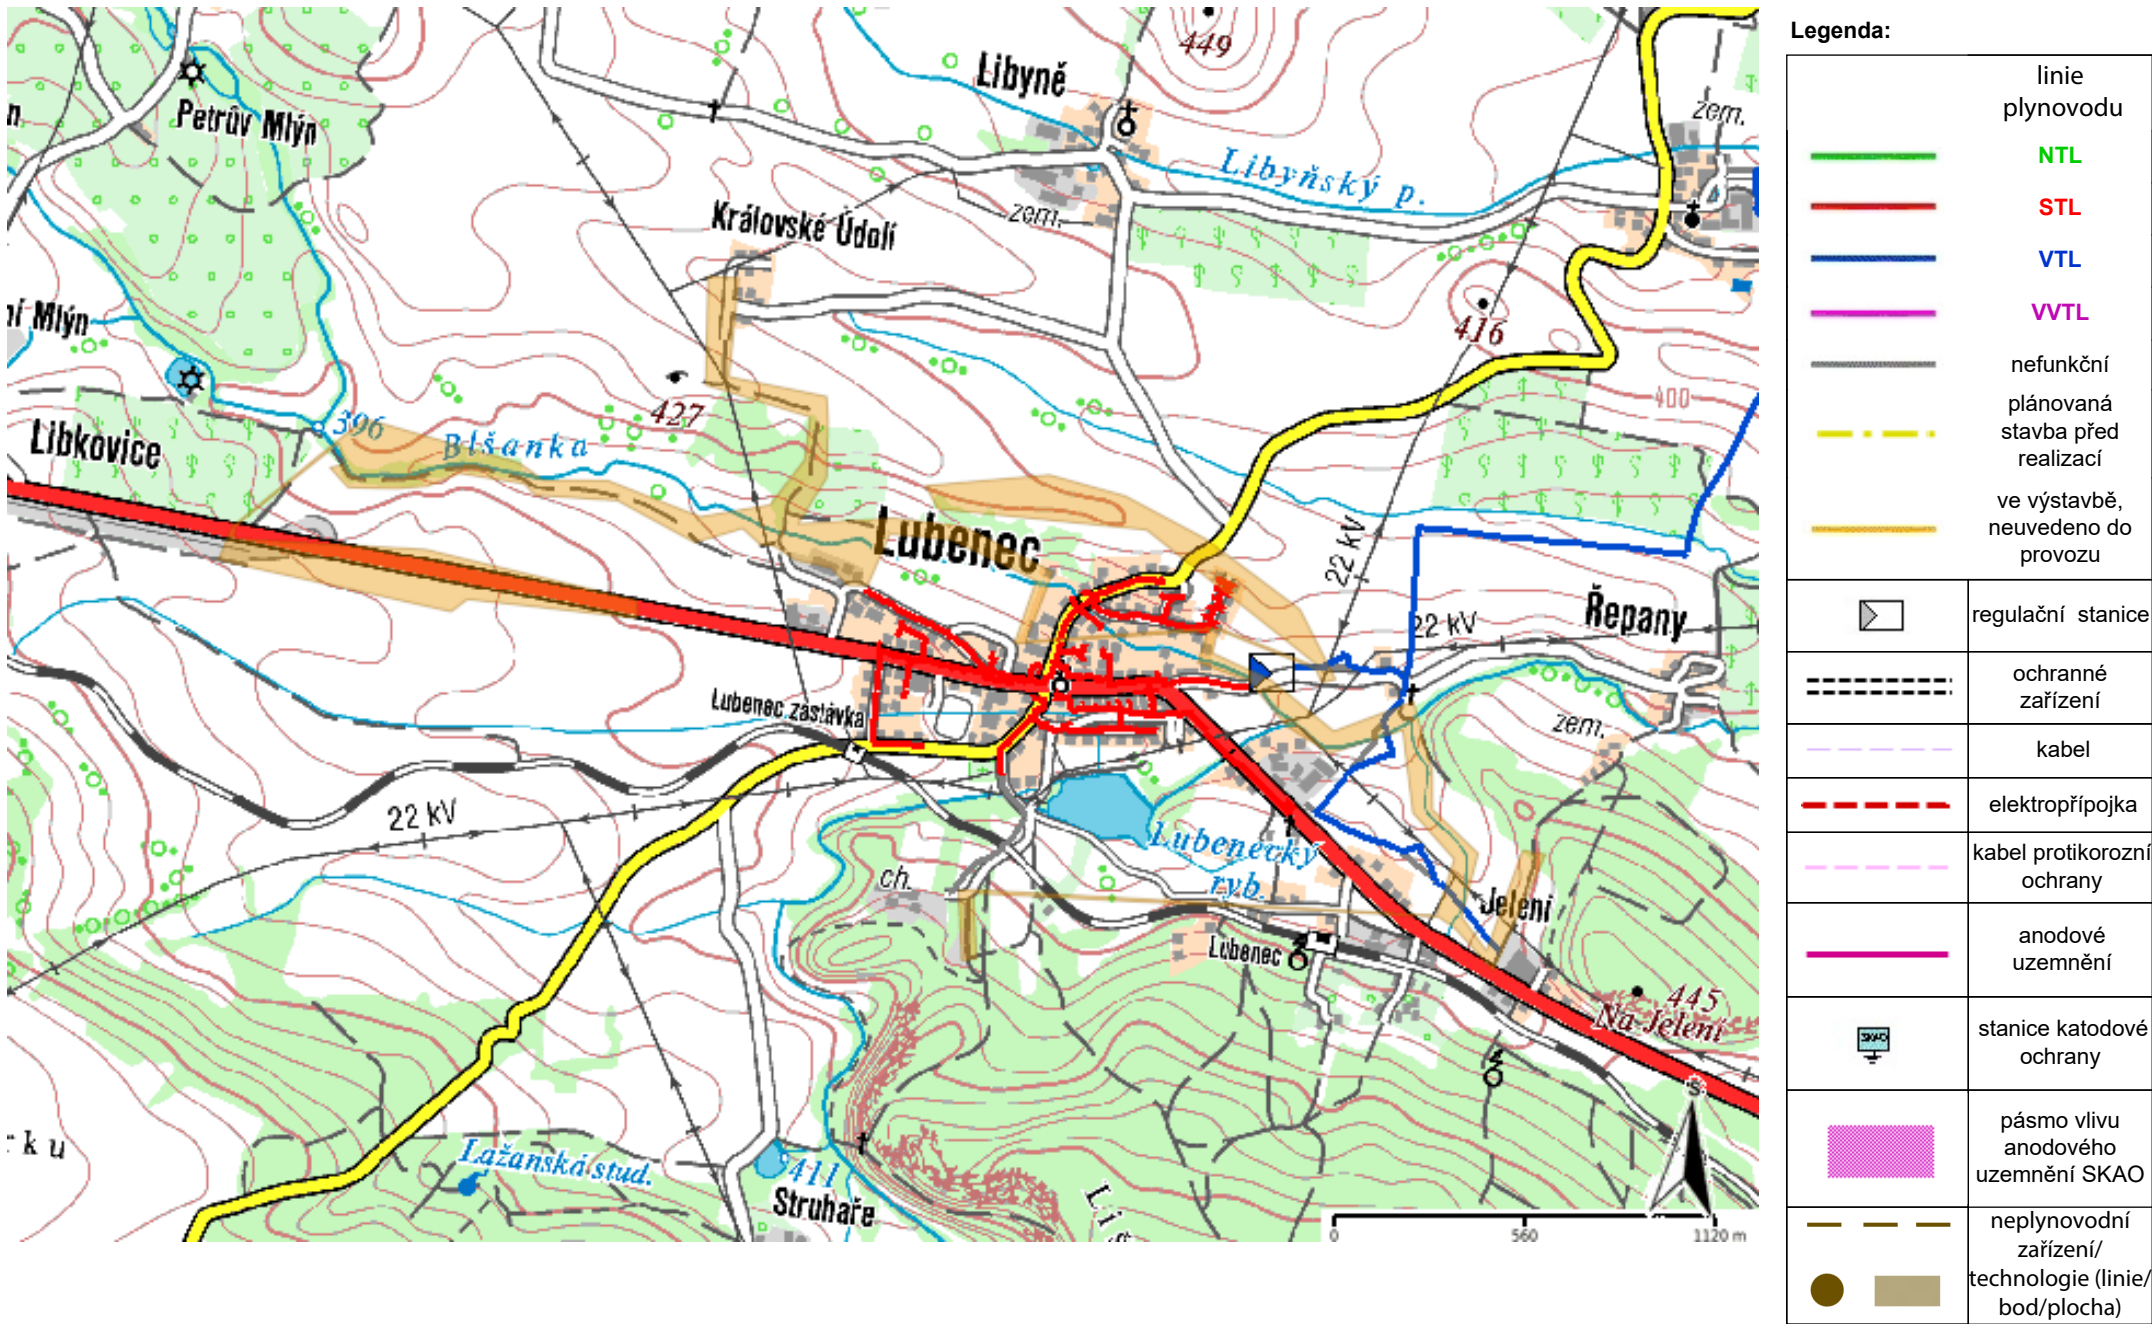 449
Libyně
zem.
Petrův Mlýn
n
Libyňský p.
Královské Údolí
zem.
ní Mlýn
416
400
396
427
Libkovice
Blšanka
Lubenec
22 kV
22 kV
Řepany
Lubenec zastávka
zem.
22 kV
Lubenecký
ryb.
ch.
Jelení
Lubenec
445
Na Jelení
Lažanská stud.
411
Struhaře
rku
Š.
0
560
1120 m
Legenda:
linie
plynovodu
NTL
STL
VTL
VVTL
nefunkční
plánovaná
stavba před
realizací
ve výstavbě,
neuvedeno do
provozu
regulační stanice
ochranné
zařízení
kabel
elektropřípojka
kabel protikorozní
ochrany
anodové
uzemnění
SKAO
stanice katodové
ochrany
pásmo vlivu
anodového
uzemnění SKAO
neplynovodní
zařízení/
technologie (linie/
bod/plocha)